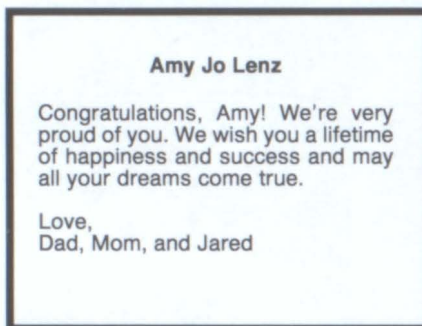 Amy Jo Lenz
Congratulations, Amy! We're very
proud of you. We wish you a lifetime
of happiness and success and may
all your dreams come true.
Love,
Dad, Mom, and Jared